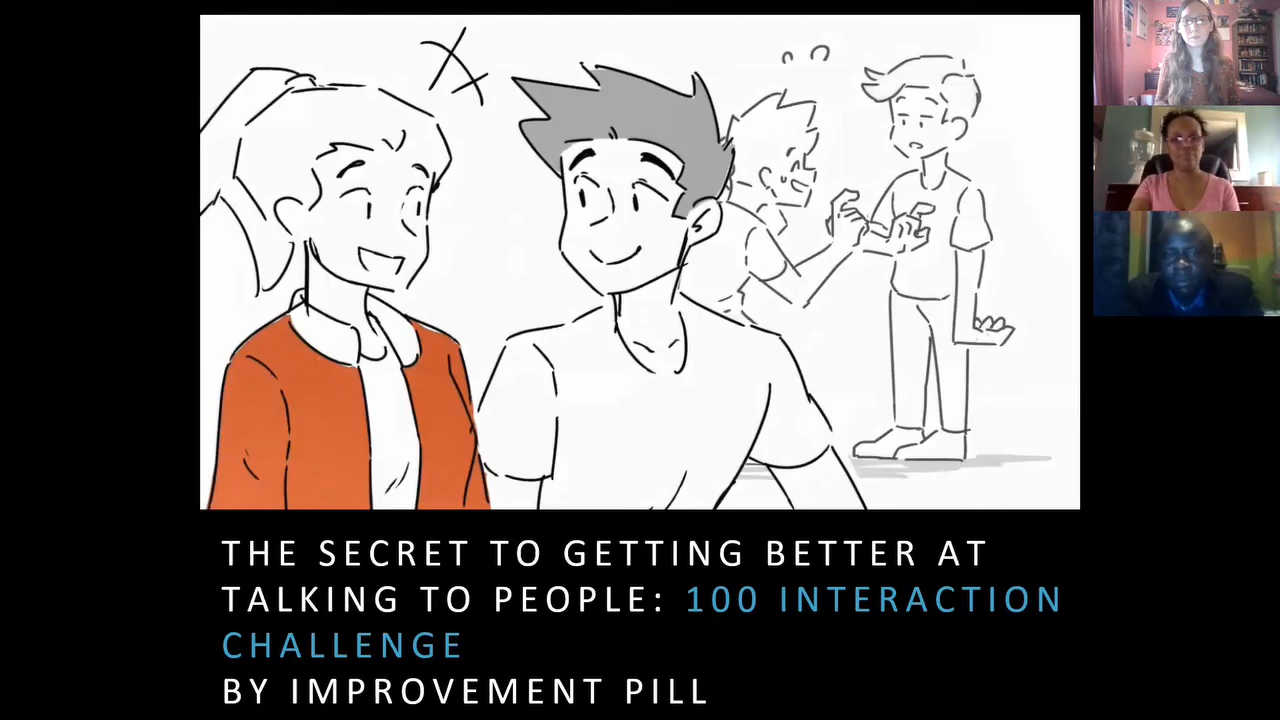 THE SECRET TO GETTING BETTER AT
TALKING TO PEOPLE: 100 INTERACTION
CHALLENGE
BY IMPROVEMENT PILL